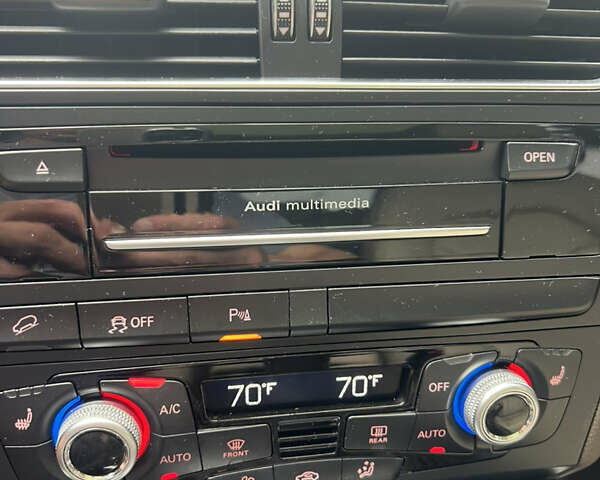 OPEN
Audi multimedia
OFF
P
70°F
70°F
OFF
A/C
AUTO
FRONT
REAR
AUTO